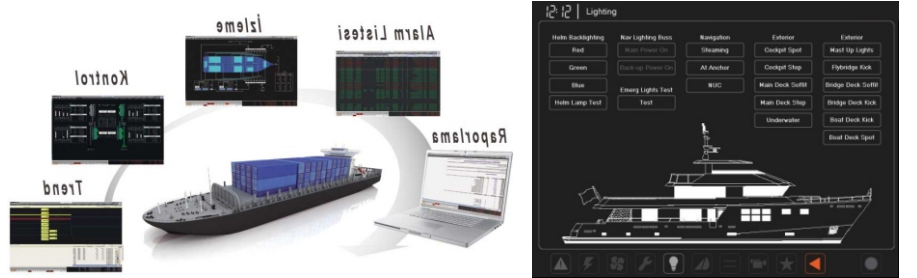 İzleme
Alarm Listesi
Kontrol
Raporlama
Trend
12:12 Lighting
Helm Backlighting
Red
Green
Blue
Helm Lamp Test
Nav Lighting Buss
Main Power On
Back-up Power On
Emerg Lights Test
Test
Navigation
Steaming
At Anchor
NUC
Exterior
Cockpit Spot
Cockpit Step
Main Deck Soffit
Main Deck Step
Underwater
Exterior
Mast Up Lights
Flybridge Kick
Bridge Deck Soffit
Bridge Deck Kick
Boat Deck Kick
Boat Deck Spot